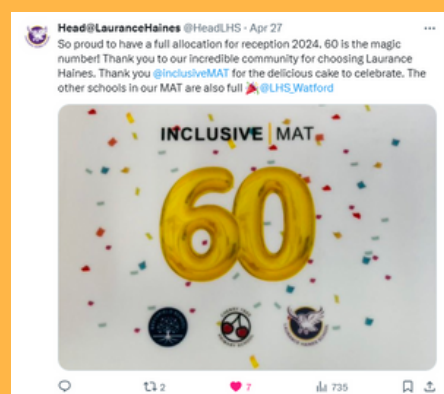 Head@LauranceHaines @HeadLHS · Apr 27
So proud to have a full allocation for reception 2024. 60 is the magic
number! Thank you to our incredible community for choosing Laurance
Haines. Thank you @inclusiveMAT for the delicious cake to celebrate. The
other schools in our MAT are also full 🎉@LHS_Watford
INCLUSIVE | MAT
60
2
7
735